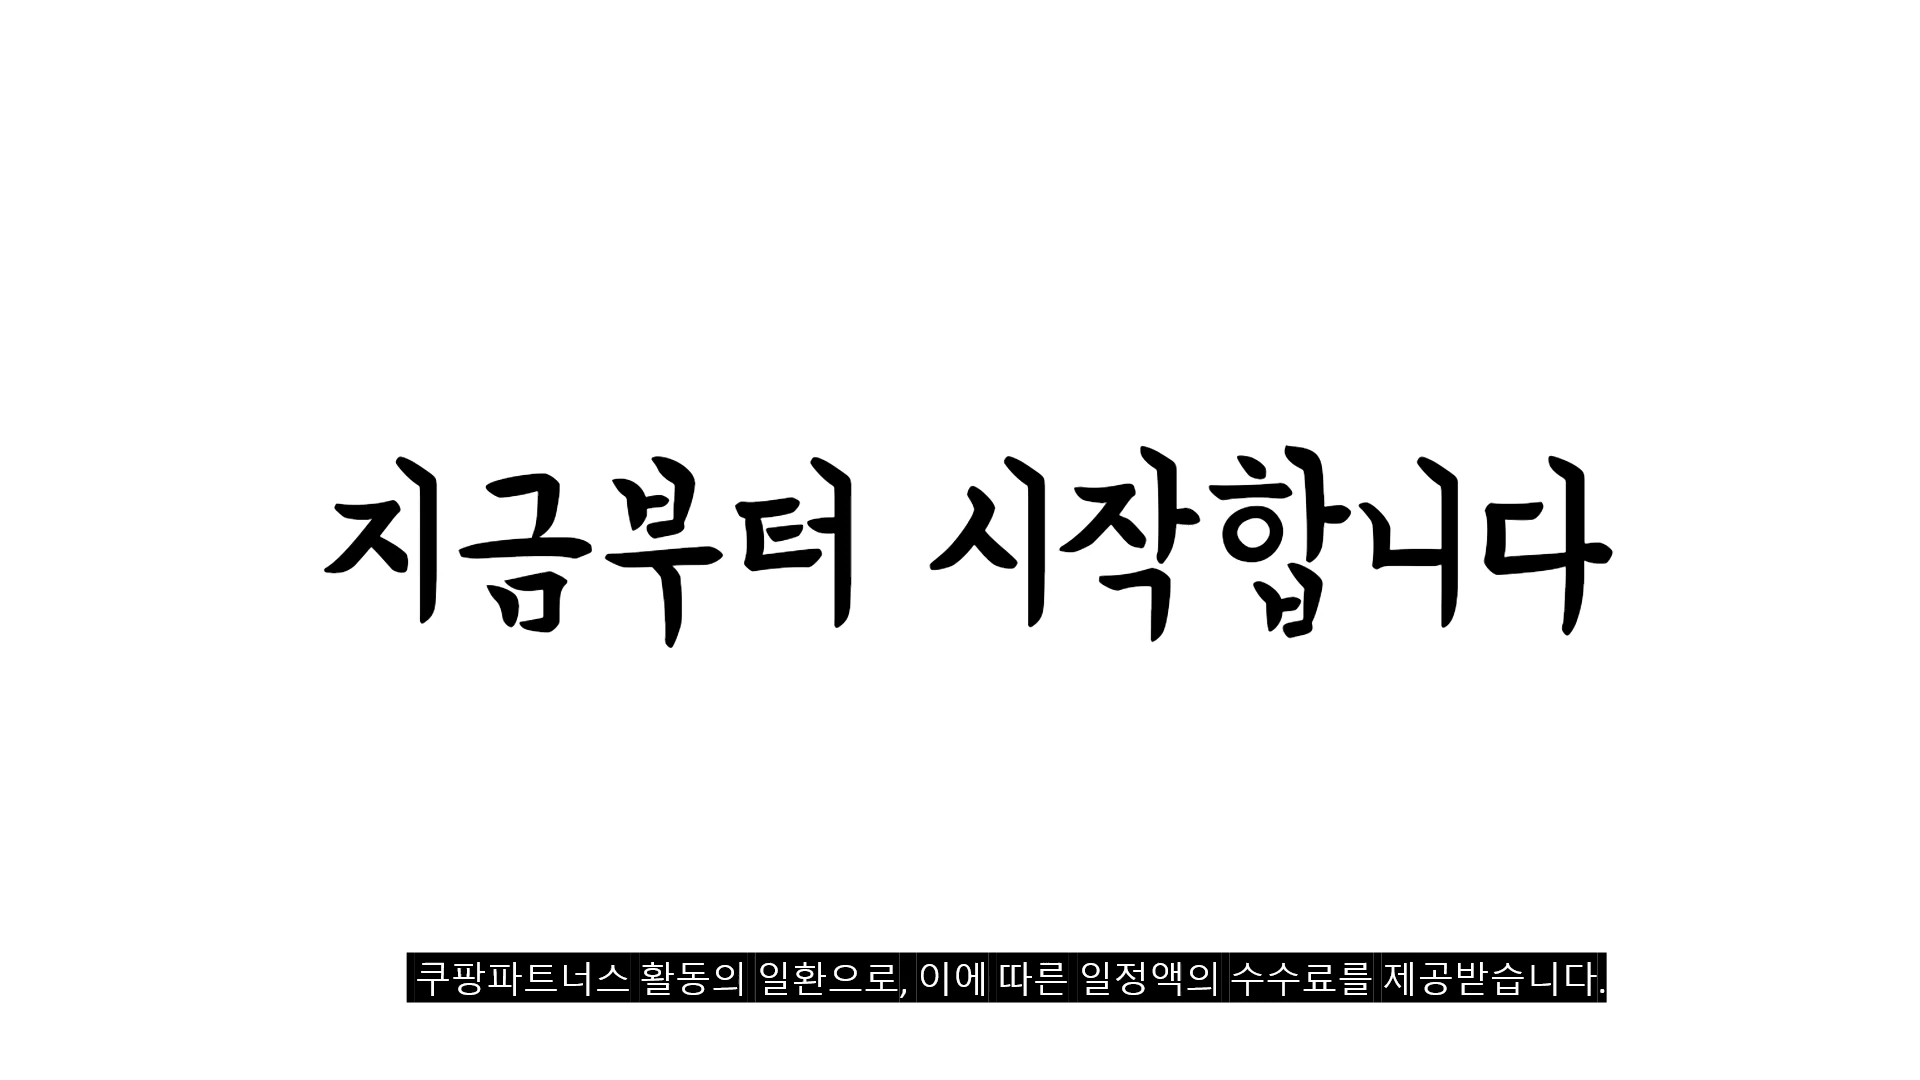 지금부터 시작합니다
쿠팡파트너스 활동의 일환으로, 이에 따른 일정액의 수수료를 제공받습니다.